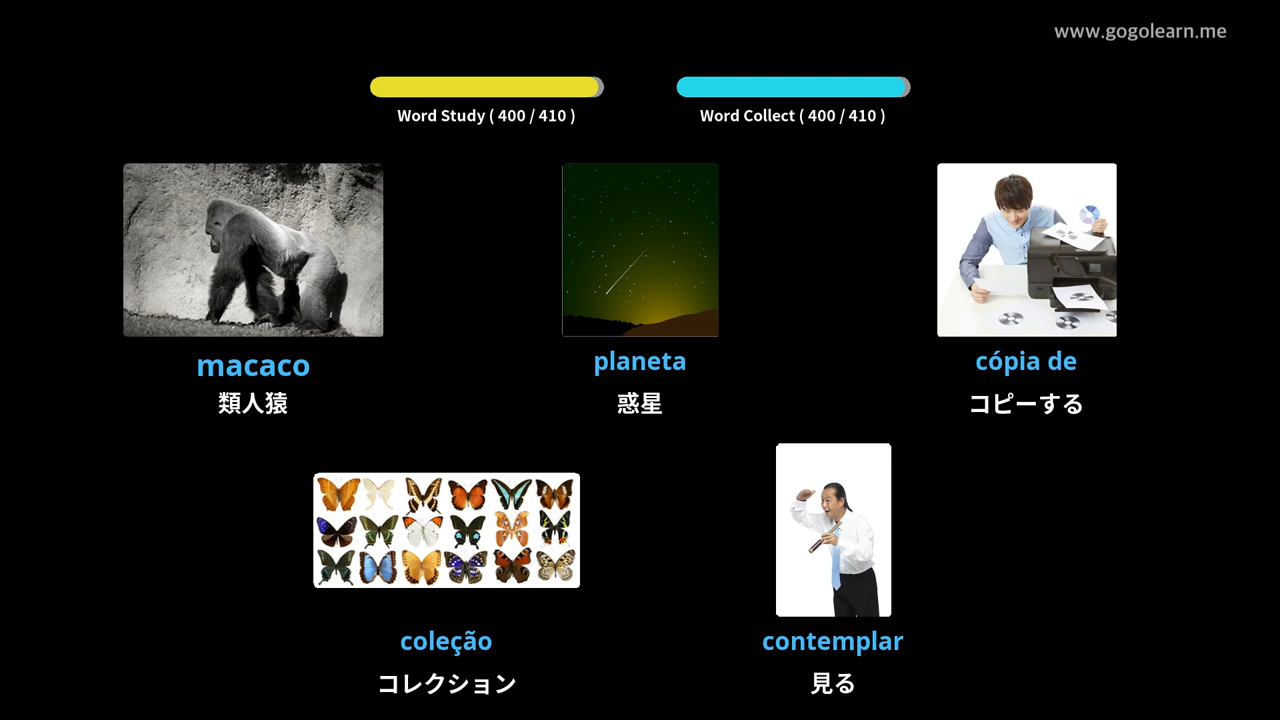 www.gogolearn.me
Word Study ( 400 / 410 )
Word Collect ( 400 / 410 )
macaco
類人猿
planeta
惑星
cópia de
コピーする
coleção
コレクション
contemplar
見る